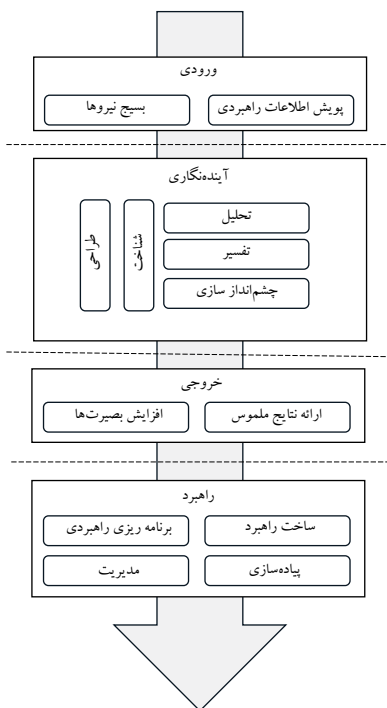 ورودی
پویش اطلاعات راهبردی
بسیج نیروها
آینده‌نگاری
تحلیل
تفسیر
چشم‌انداز سازی
شناخت
طراحی
خروجی
ارائه نتایج ملموس
افزایش بصیرت‌ها
راهبرد
ساخت راهبرد
برنامه ریزی راهبردی
پیاده‌سازی
مدیریت